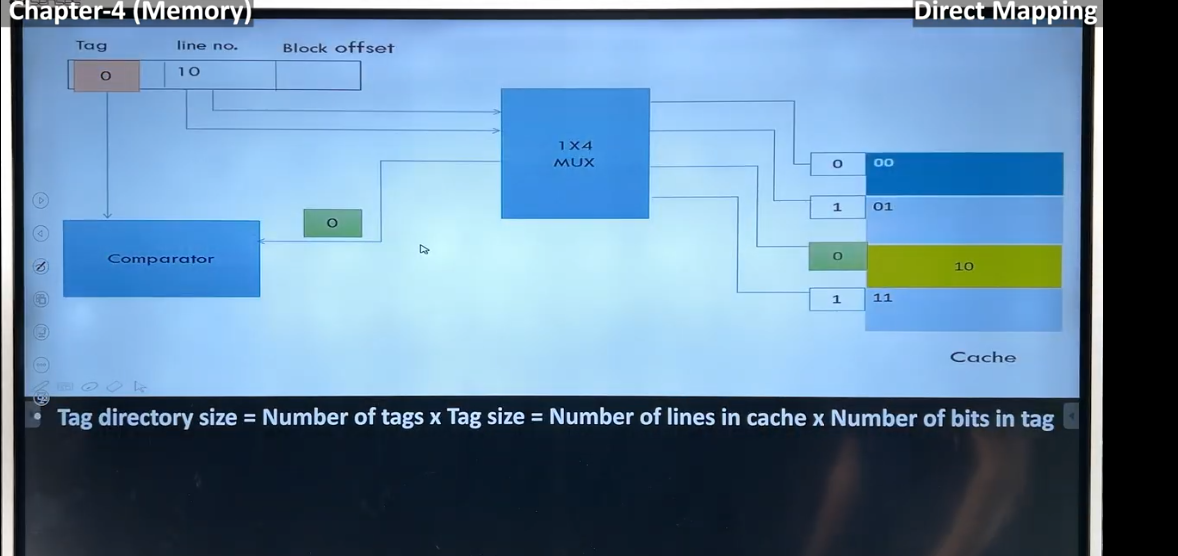 Chapter-4 (Memory)
Direct Mapping
Tag line no. Block offset
0 10
1X4
MUX
0 00
1 01
0
Comparator
0 10
1 11
Cache
• Tag directory size = Number of tags x Tag size = Number of lines in cache x Number of bits in tag